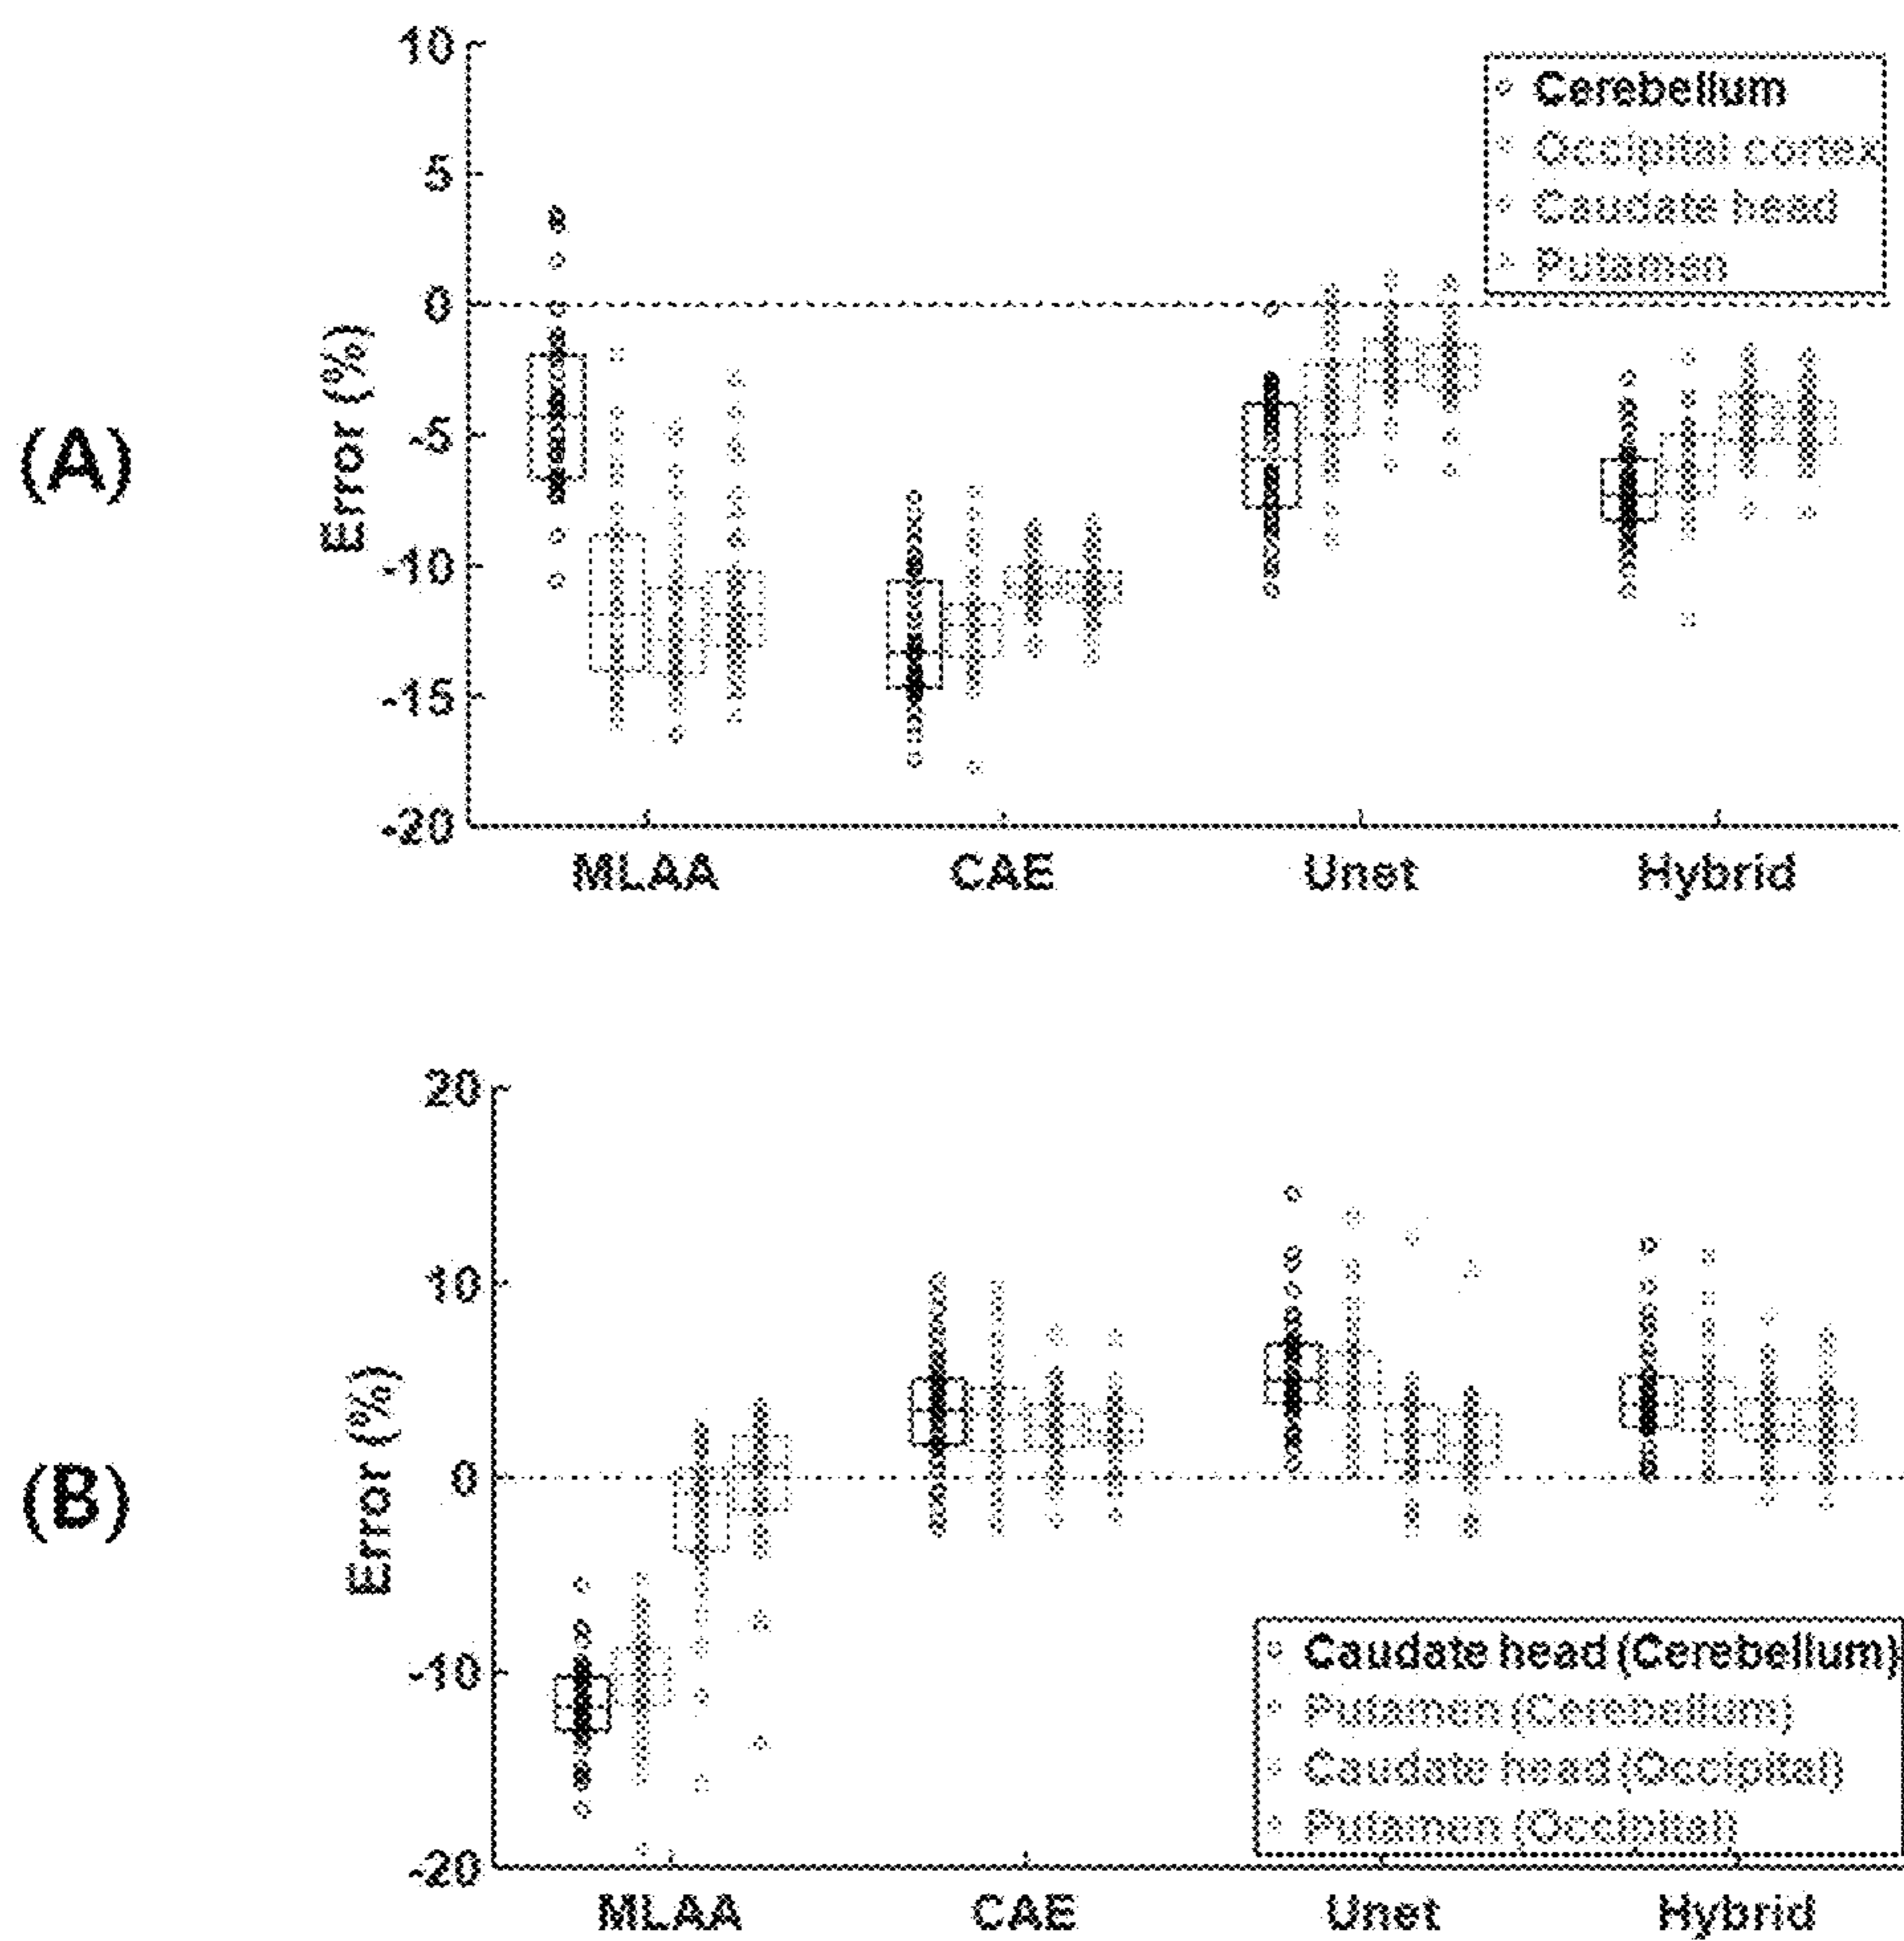 (A)
Error (%)
10
5
0
-5
-10
-15
-20
Cerebellum
Occipital cortex
Caudate head
Putamen
MLAA CAE Unet Hybrid
(B)
Error (%)
20
10
0
-10
-20
Caudate head (Cerebellum)
Putamen (Cerebellum)
Caudate head (Occipital)
Putamen (Occipital)
MLAA CAE Unet Hybrid